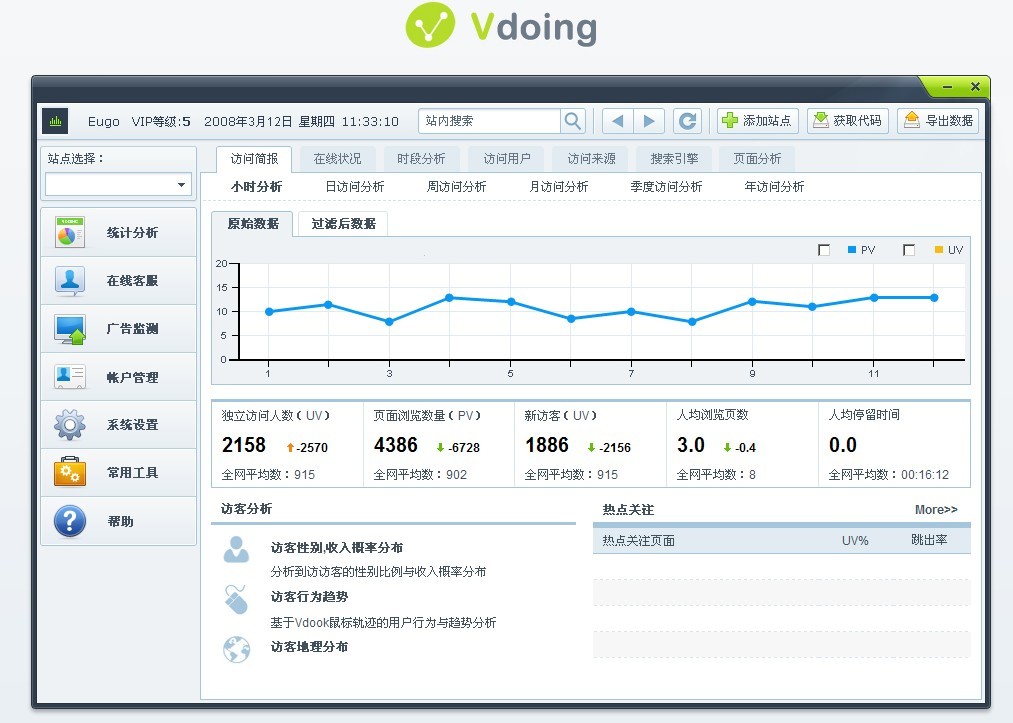 Vdoing
Eugo VIP等级:5 2008年3月12日 星期四 11:33:10
站内搜索
添加站点
获取代码
导出数据
站点选择：
访问简报 在线状况 时段分析 访问用户 访问来源 搜索引擎 页面分析
小时分析 日访问分析 周访问分析 月访问分析 季度访问分析 年访问分析
统计分析
在线客服
广告监测
帐户管理
系统设置
常用工具
帮助
原始数据 过滤后数据
PV UV
20
15
10
5
0
1 3 5 7 9 11
独立访问人数（UV） 页面浏览数量（PV） 新访客（UV） 人均浏览页数 人均停留时间
2158 -2570 4386 -6728 1886 -2156 3.0 -0.4 0.0
全网平均数：915 全网平均数：902 全网平均数：915 全网平均数：8 全网平均数：00:16:12
访客分析
访客性别,收入概率分布
分析到访访客的性别比例与收入概率分布
访客行为趋势
基于Vdook鼠标轨迹的用户行为与趋势分析
访客地理分布
热点关注 More>>
热点关注页面 UV% 跳出率